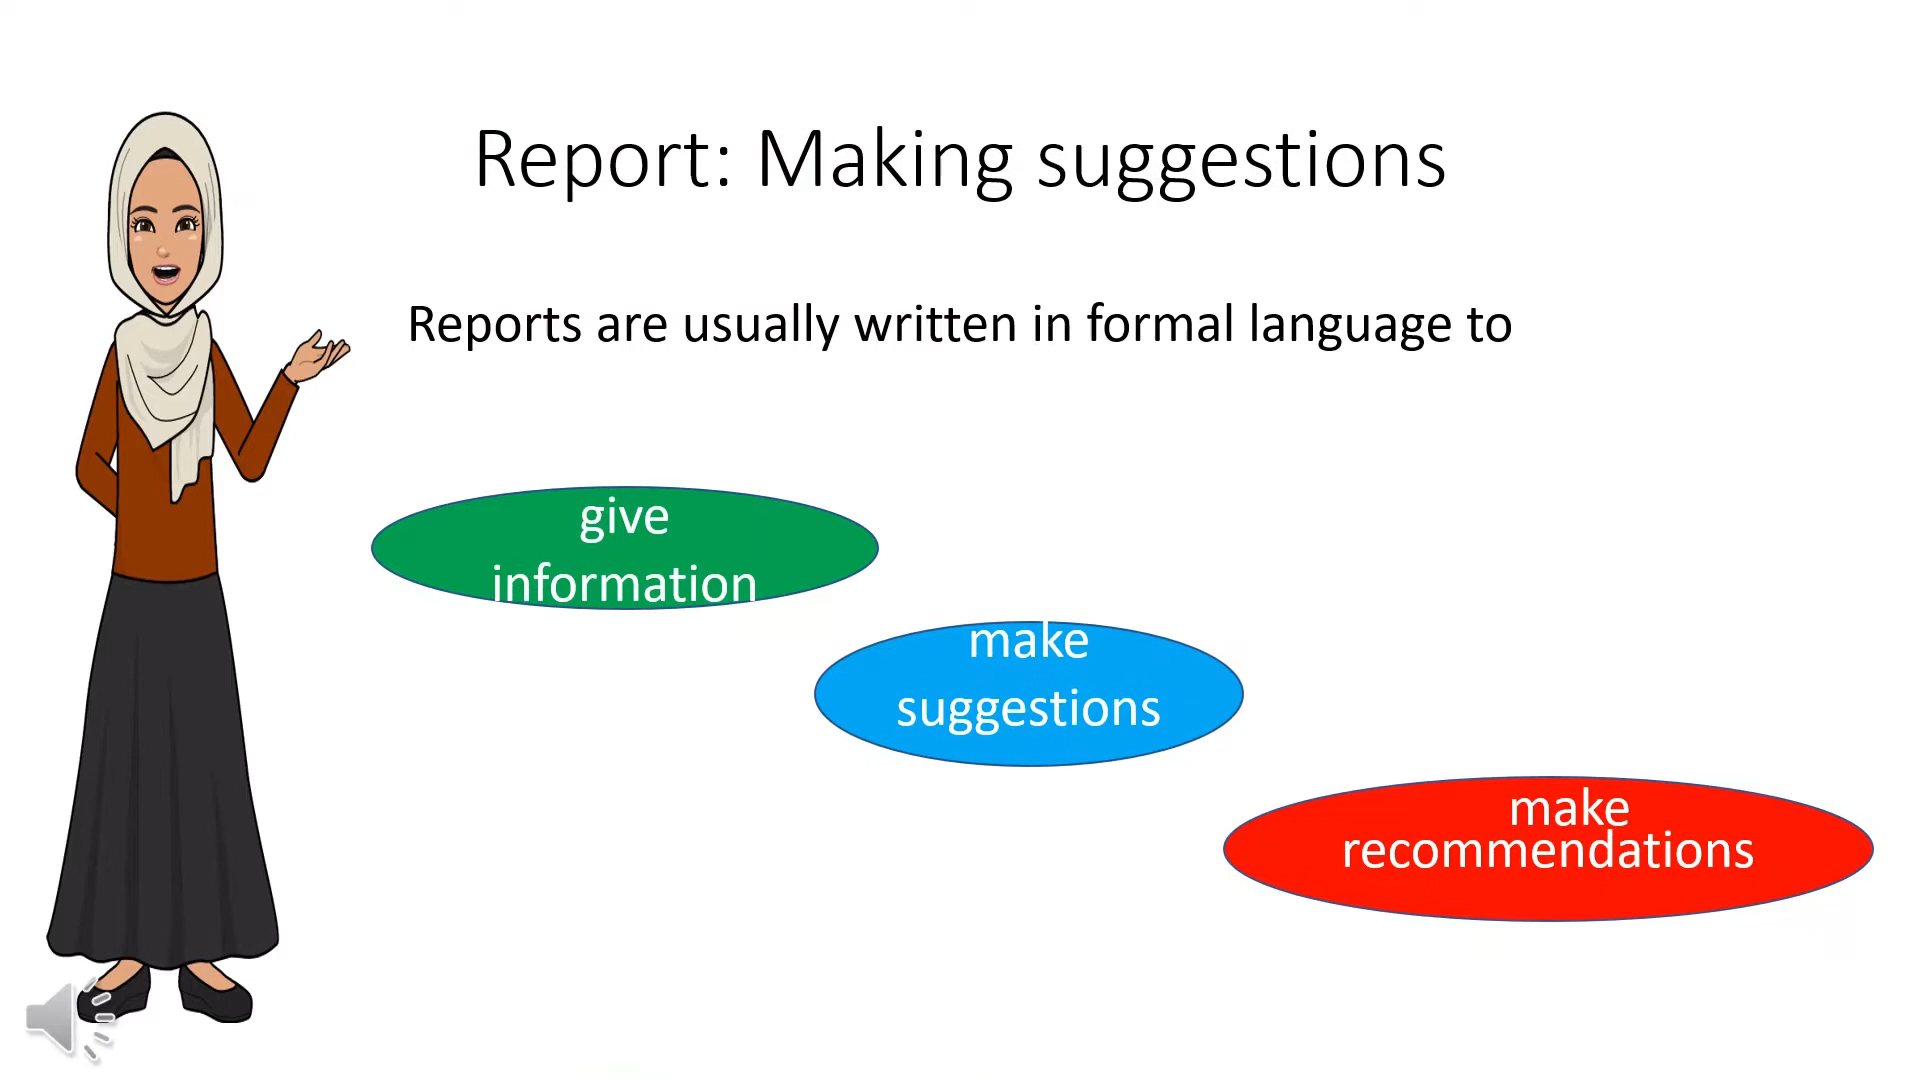 Report: Making suggestions
Reports are usually written in formal language to
give
information
make
suggestions
make
recommendations